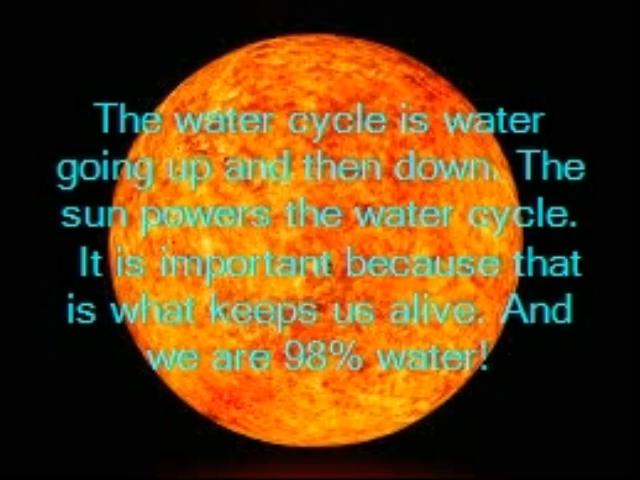 The water cycle is water
going up and then down. The
sun powers the water cycle.
It is important because that
is what keeps us alive. And
we are 98% water!